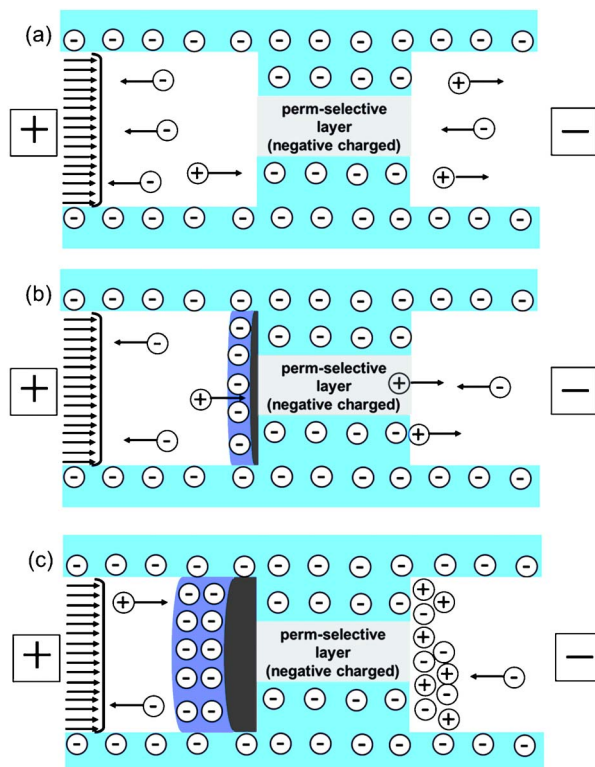 (a)
perm-selective
layer
(negative charged)
+
−
(b)
perm-selective
layer
(negative charged)
+
−
(c)
perm-selective
layer
(negative charged)
+
−